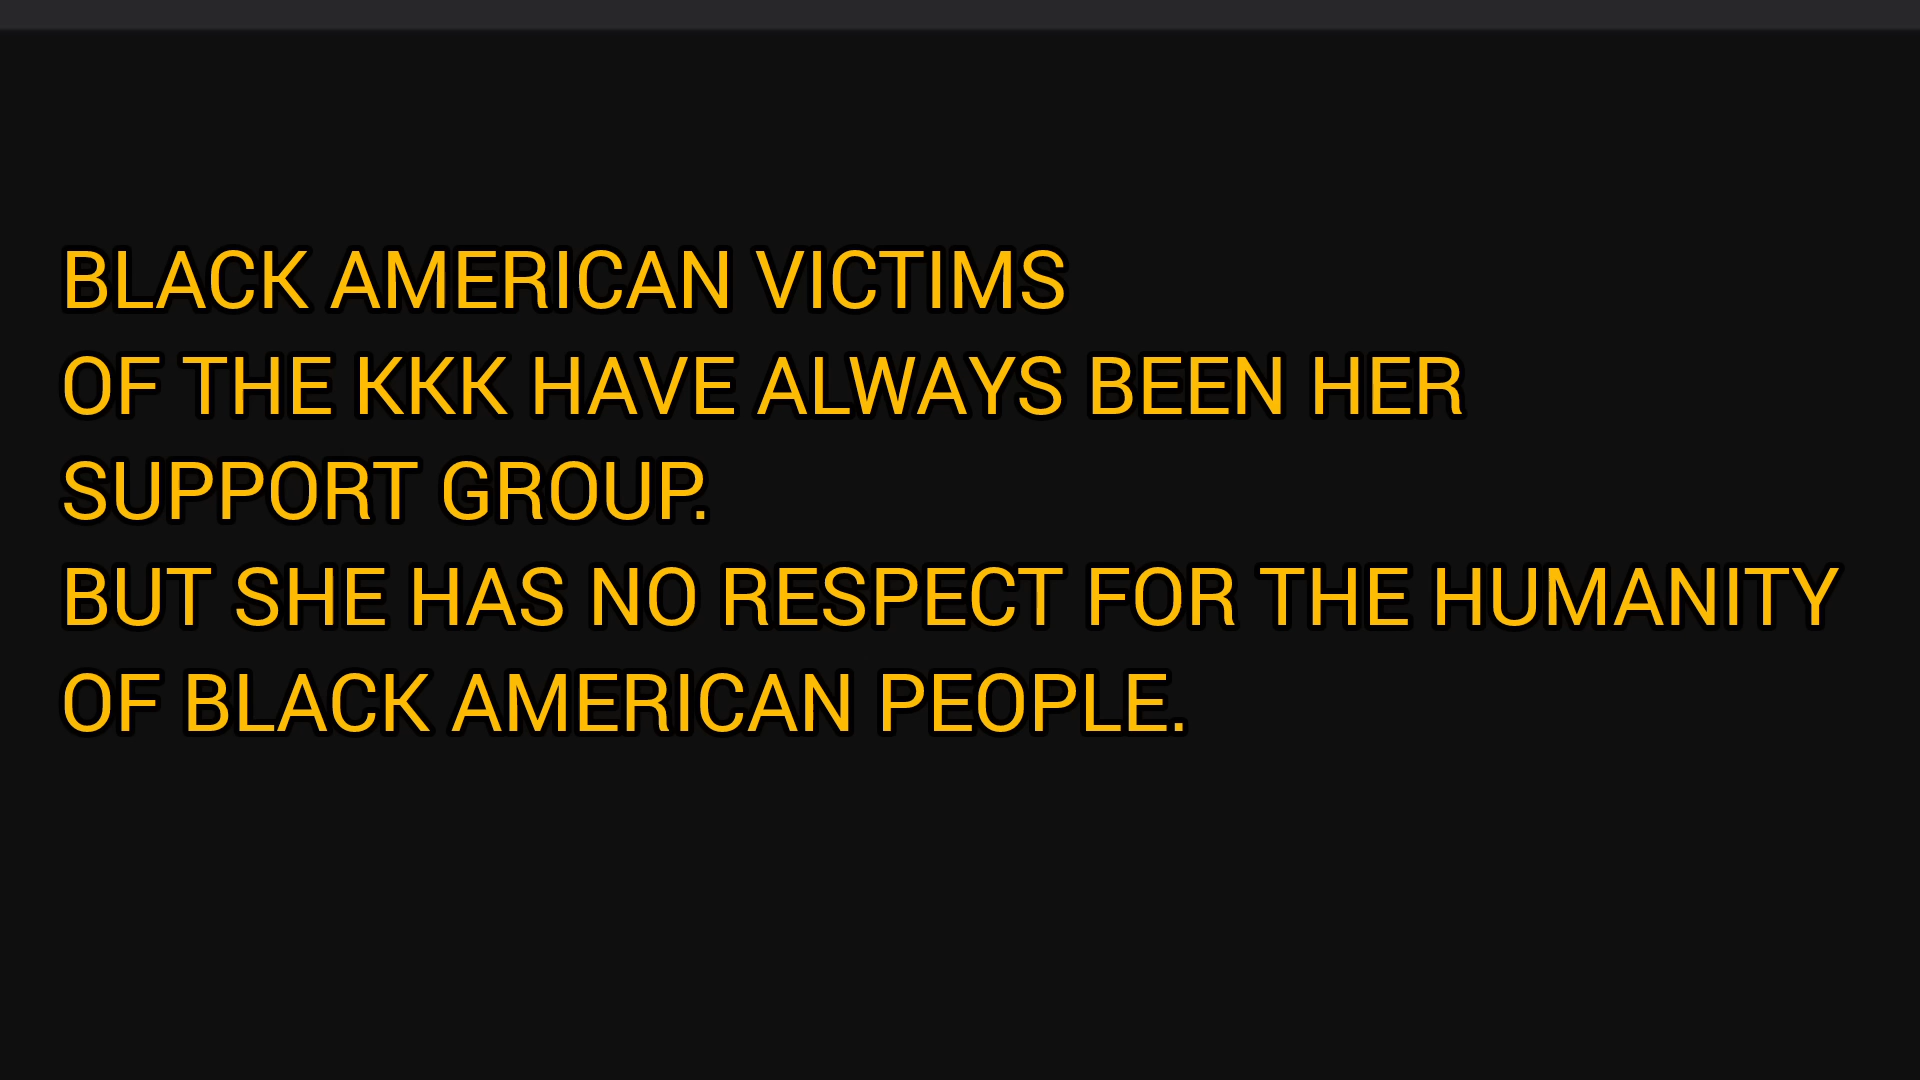 BLACK AMERICAN VICTIMS
OF THE KKK HAVE ALWAYS BEEN HER
SUPPORT GROUP.
BUT SHE HAS NO RESPECT FOR THE HUMANITY
OF BLACK AMERICAN PEOPLE.